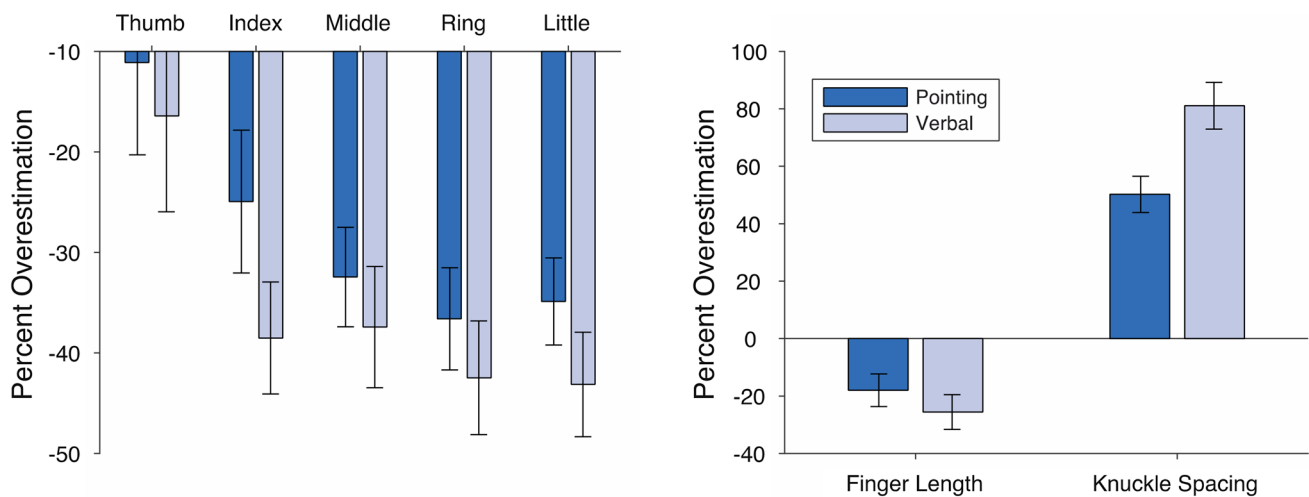 Thumb Index Middle Ring Little
-10
-20
-30
-40
-50
Percent Overestimation
100
80
60
40
20
0
-20
-40
Percent Overestimation
Pointing
Verbal
Finger Length Knuckle Spacing